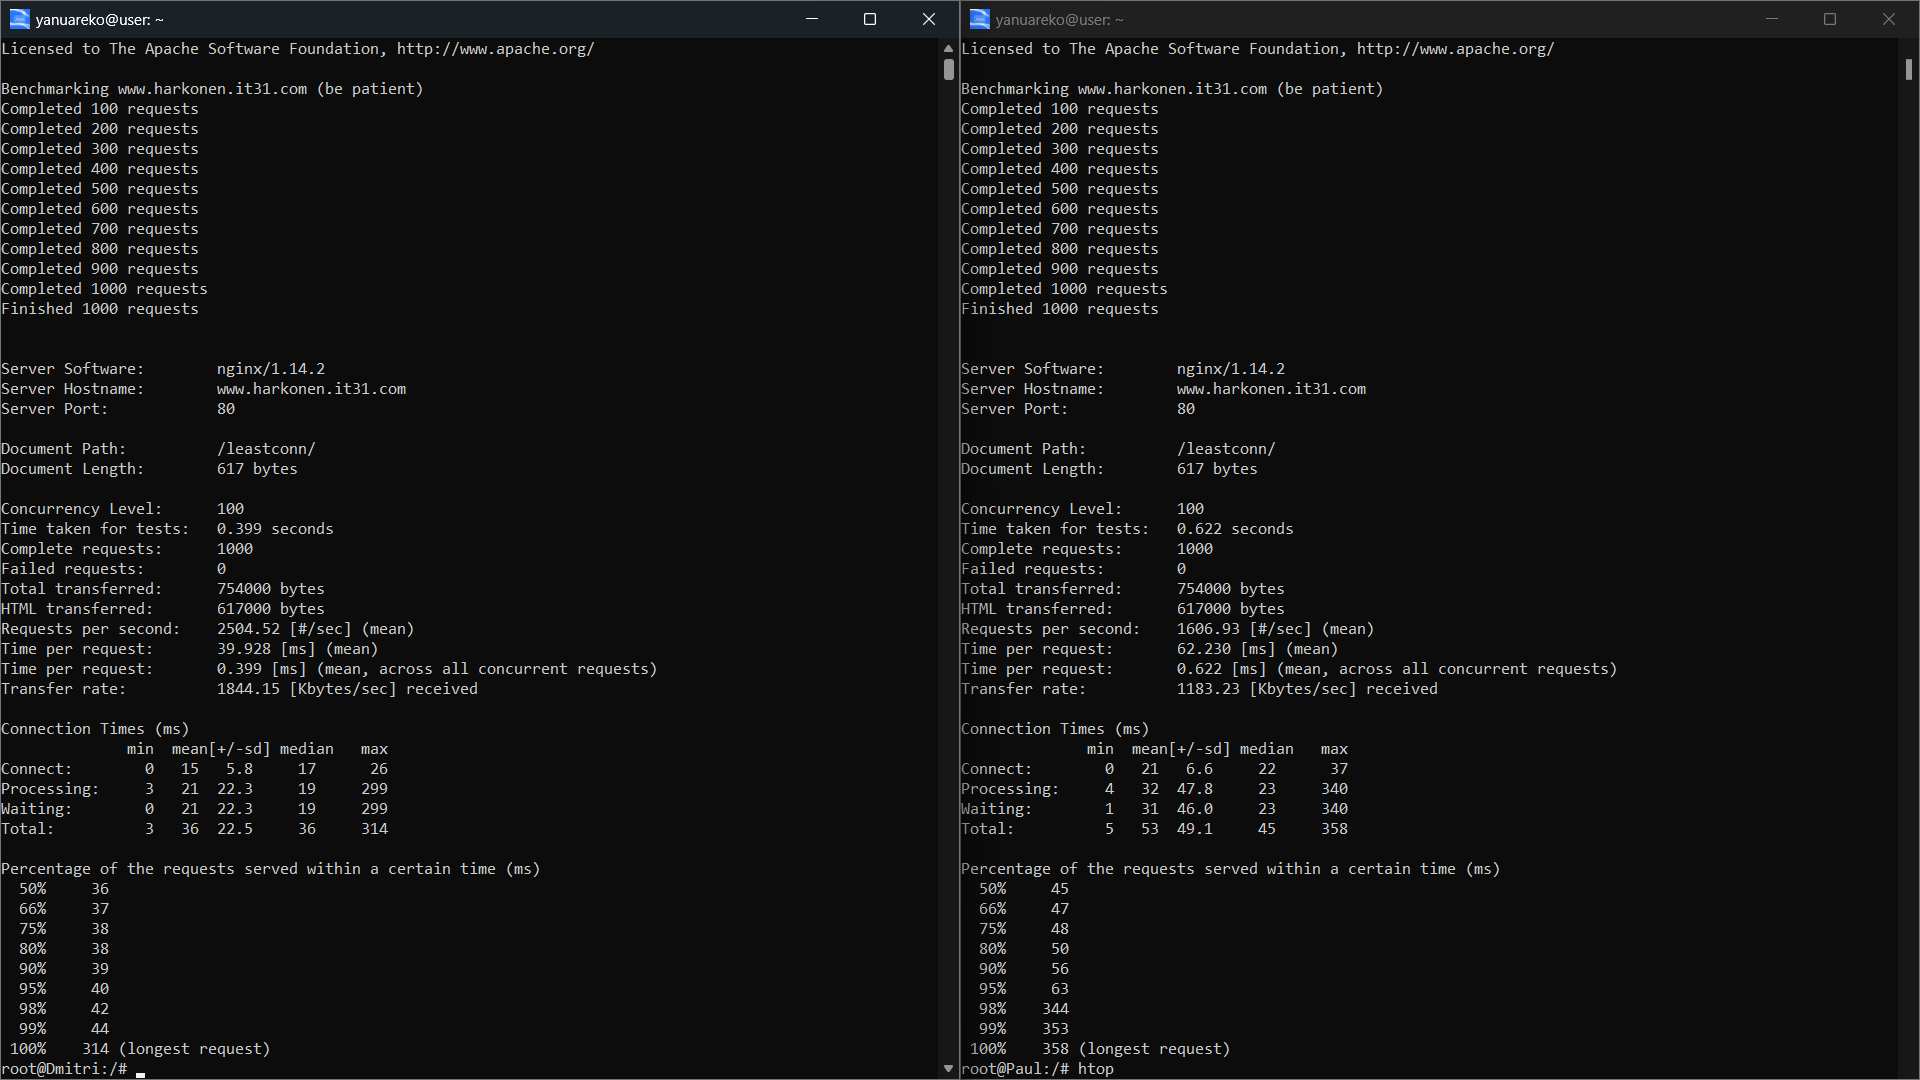 yanuareko@user: ~
Licensed to The Apache Software Foundation, http://www.apache.org/
Benchmarking www.harkonen.it31.com (be patient)
Completed 100 requests
Completed 200 requests
Completed 300 requests
Completed 400 requests
Completed 500 requests
Completed 600 requests
Completed 700 requests
Completed 800 requests
Completed 900 requests
Completed 1000 requests
Finished 1000 requests
Server Software:        nginx/1.14.2
Server Hostname:        www.harkonen.it31.com
Server Port:            80
Document Path:          /leastconn/
Document Length:        617 bytes
Concurrency Level:      100
Time taken for tests:   0.399 seconds
Complete requests:      1000
Failed requests:        0
Total transferred:      754000 bytes
HTML transferred:       617000 bytes
Requests per second:    2504.52 [#/sec] (mean)
Time per request:       39.928 [ms] (mean)
Time per request:       0.399 [ms] (mean, across all concurrent requests)
Transfer rate:          1844.15 [Kbytes/sec] received
Connection Times (ms)
              min  mean[+/-sd] median   max
Connect:        0   15   5.8     17      26
Processing:     3   21  22.3     19     299
Waiting:        0   21  22.3     19     299
Total:          3   36  22.5     36     314
Percentage of the requests served within a certain time (ms)
  50%     36
  66%     37
  75%     38
  80%     38
  90%     39
  95%     40
  98%     42
  99%     44
 100%    314 (longest request)
root@Dmitri:/#
yanuareko@user: ~
Licensed to The Apache Software Foundation, http://www.apache.org/
Benchmarking www.harkonen.it31.com (be patient)
Completed 100 requests
Completed 200 requests
Completed 300 requests
Completed 400 requests
Completed 500 requests
Completed 600 requests
Completed 700 requests
Completed 800 requests
Completed 900 requests
Completed 1000 requests
Finished 1000 requests
Server Software:        nginx/1.14.2
Server Hostname:        www.harkonen.it31.com
Server Port:            80
Document Path:          /leastconn/
Document Length:        617 bytes
Concurrency Level:      100
Time taken for tests:   0.622 seconds
Complete requests:      1000
Failed requests:        0
Total transferred:      754000 bytes
HTML transferred:       617000 bytes
Requests per second:    1606.93 [#/sec] (mean)
Time per request:       62.230 [ms] (mean)
Time per request:       0.622 [ms] (mean, across all concurrent requests)
Transfer rate:          1183.23 [Kbytes/sec] received
Connection Times (ms)
              min  mean[+/-sd] median   max
Connect:        0   21   6.6     22      37
Processing:     4   32  47.8     23     340
Waiting:        1   31  46.0     23     340
Total:          5   53  49.1     45     358
Percentage of the requests served within a certain time (ms)
  50%     45
  66%     47
  75%     48
  80%     50
  90%     56
  95%     63
  98%    344
  99%    353
 100%    358 (longest request)
root@Paul:/# htop